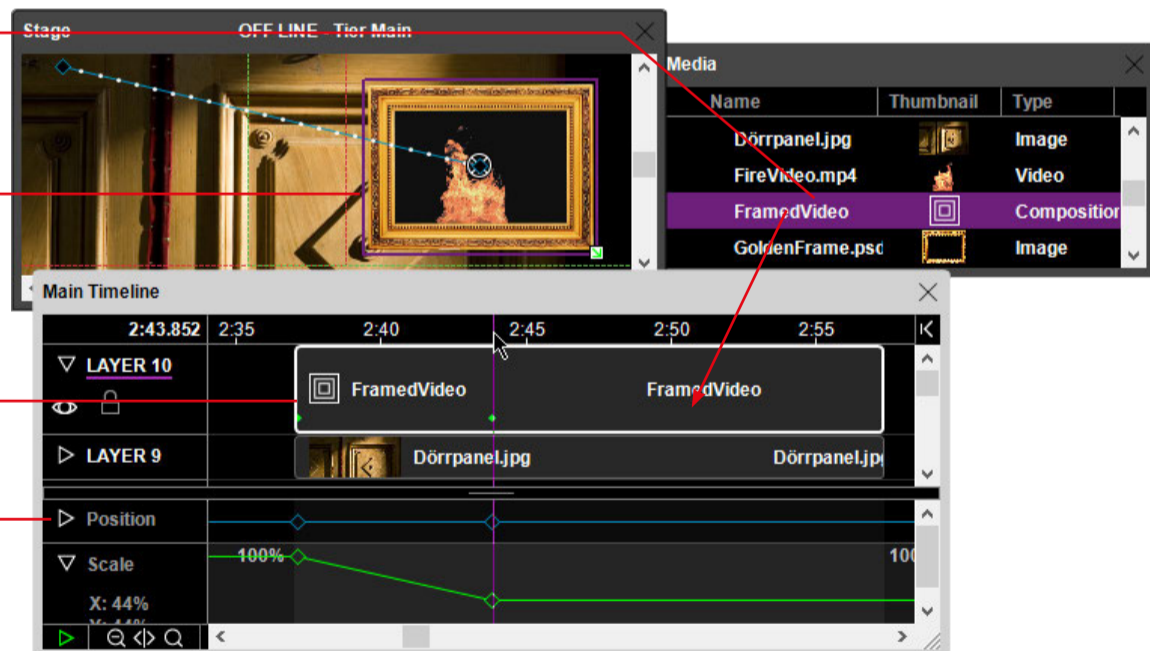 Stage OFF LINE - Tier Main
Media
Name Thumbnail Type
Dörrpanel.jpg Image
FireVideo.mp4 Video
FramedVideo Composition
GoldenFrame.psd Image
Main Timeline
2:43.852 2:35 2:40 2:45 2:50 2:55
LAYER 10
FramedVideo FramedVideo
LAYER 9 Dörrpanel.jpg Dörrpanel.jpg
Position
Scale 100% 100
X: 44%
Y: 44%